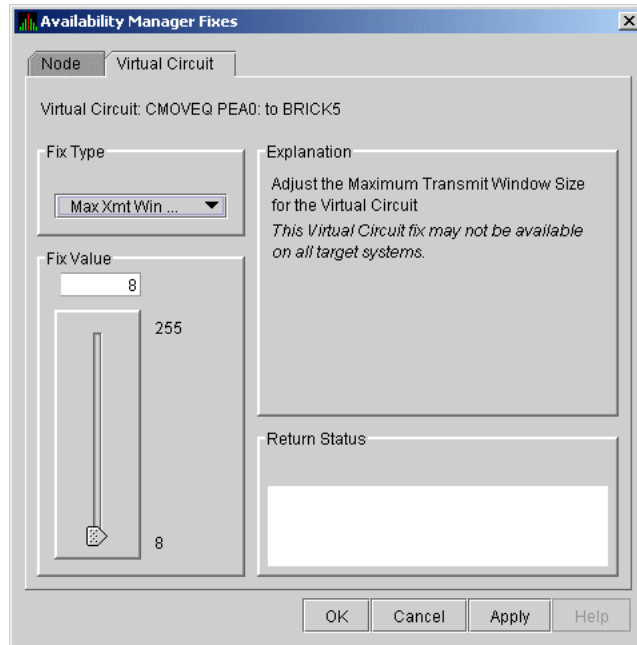 Availability Manager Fixes
Node
Virtual Circuit
Virtual Circuit: CMOVEQ PEA0: to BRICK5
Fix Type
Max Xmt Win ...
Explanation
Adjust the Maximum Transmit Window Size
for the Virtual Circuit
This Virtual Circuit fix may not be available
on all target systems.
Fix Value
8
255
8
Return Status
OK
Cancel
Apply
Help